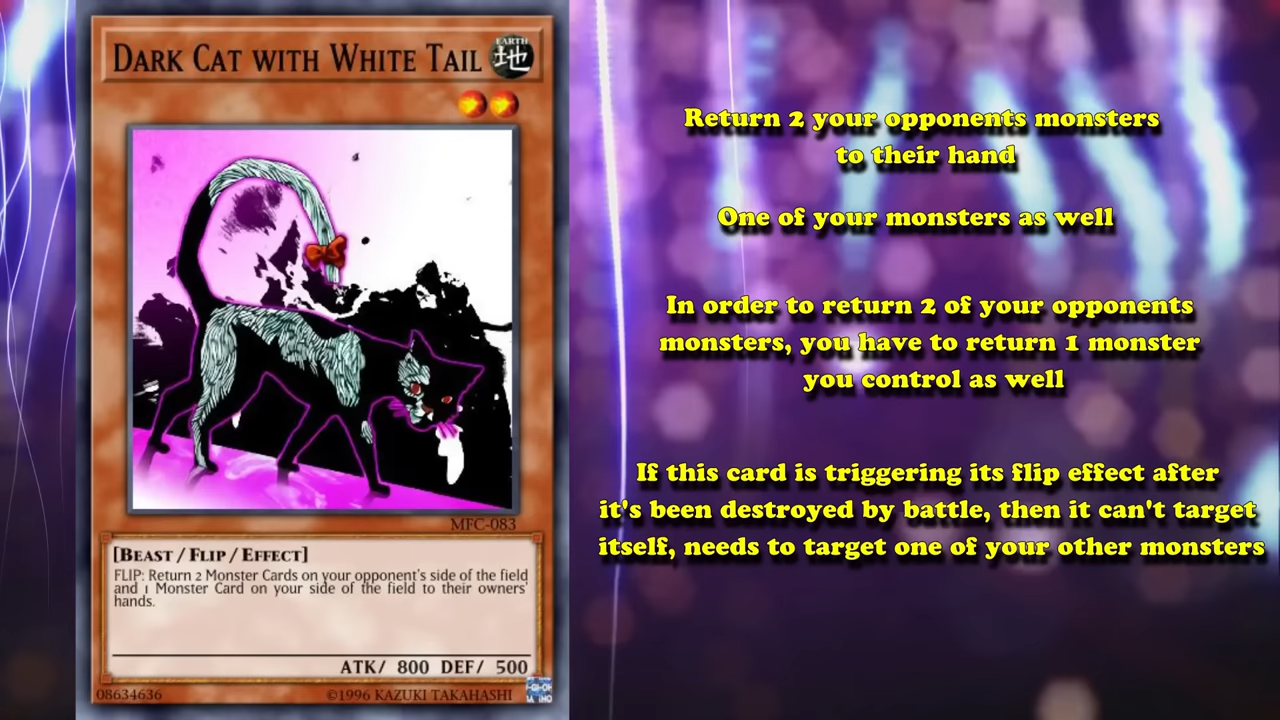 Dark Cat with White Tail
EARTH
地
MFC-083
[Beast / Flip / Effect]
FLIP: Return 2 Monster Cards on your opponent's side of the field
and 1 Monster Card on your side of the field to their owners'
hands.
ATK/ 800 DEF/ 500
08634636
©1996 KAZUKI TAKAHASHI
Return 2 your opponents monsters
to their hand
One of your monsters as well
In order to return 2 of your opponents
monsters, you have to return 1 monster
you control as well
If this card is triggering its flip effect after
it's been destroyed by battle, then it can't target
itself, needs to target one of your other monsters